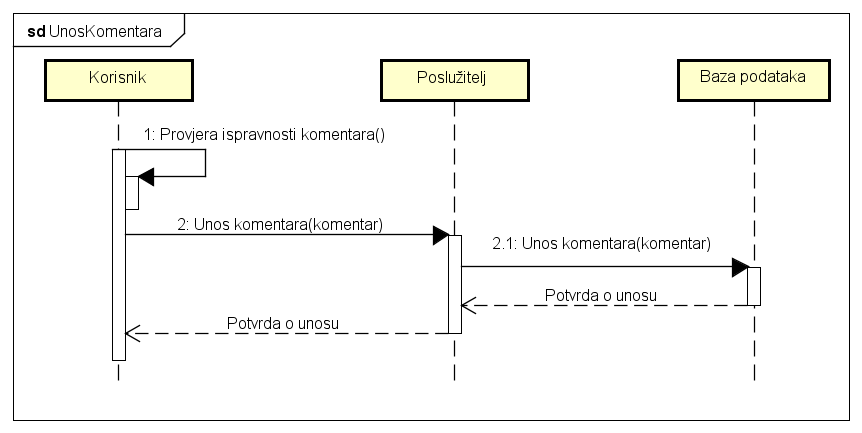 sd UnosKomentara
Korisnik
Poslužitelj
Baza podataka
1: Provjera ispravnosti komentara()
2: Unos komentara(komentar)
2.1: Unos komentara(komentar)
Potvrda o unosu
Potvrda o unosu